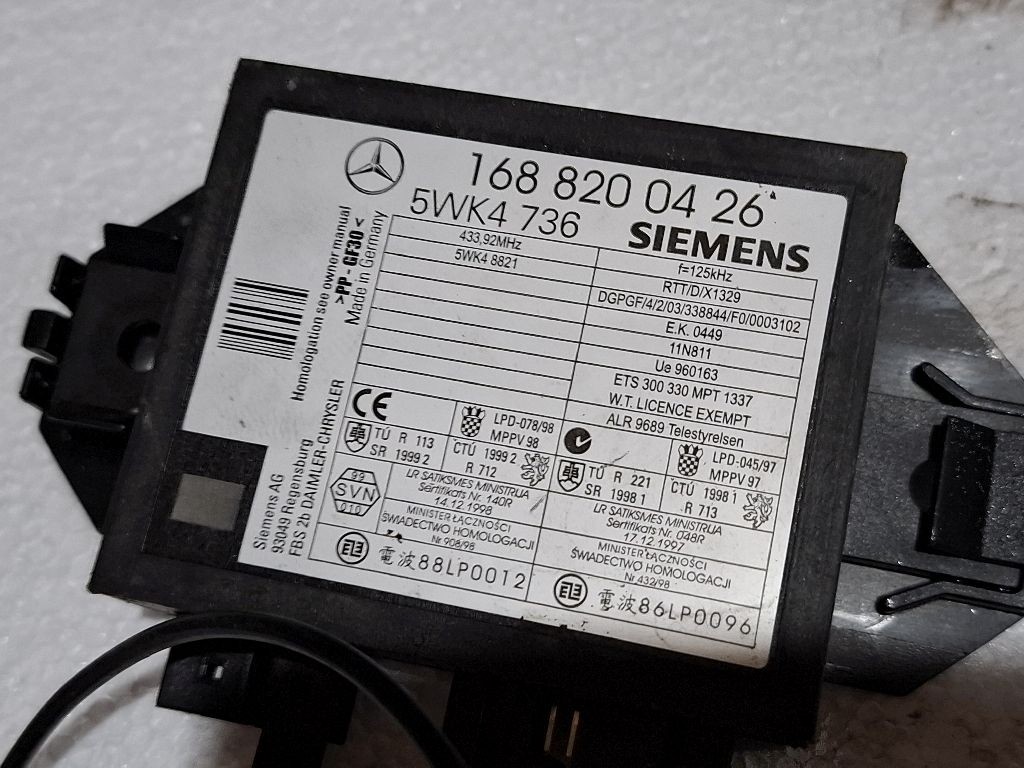 168 820 04 26
5WK4 736
SIEMENS
433,92MHz
5WK4 8821
f=125kHz
RTT/D/X1329
DGPGF/4/2/03/338844/F0/0003102
E.K. 0449
11N811
Ue 960163
ETS 300 330 MPT 1337
W.T. LICENCE EXEMPT
ALR 9689 Telestyrelsen
CE
LPD-078/98
MPPV 98
LPD-045/97
MPPV 97
TÚ R 113
SR 1999 2
CTÚ 1999 2
R 712
TÚ R 221
SR 1998 1
CTÚ 1998 1
R 713
99
SVN
010
LR SATIKSMES MINISTRIJA
Sertifikats Nr. 140R
14.12.1998
LR SATIKSMES MINISTRIJA
Sertifikats Nr. 048R
17.12.1997
MINISTER ŁĄCZNOŚCI
ŚWIADECTWO HOMOLOGACJI
Nr 908/98
MINISTER ŁĄCZNOŚCI
ŚWIADECTWO HOMOLOGACJI
Nr 432/98
電波88LP0012
電波86LP0096
Homologation see owner manual
>PP - GF30<
Made in Germany
Siemens AG
93049 Regensburg
FBS 2b DAIMLER-CHRYSLER